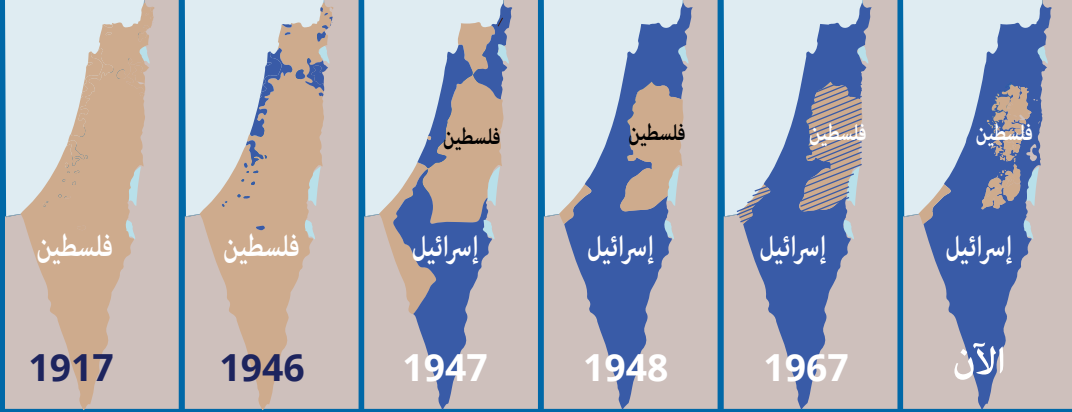 فلسطين
1917
فلسطين
1946
فلسطين
إسرائيل
1947
فلسطين
إسرائيل
1948
فلسطين
إسرائيل
1967
فلسطين
إسرائيل
الآن